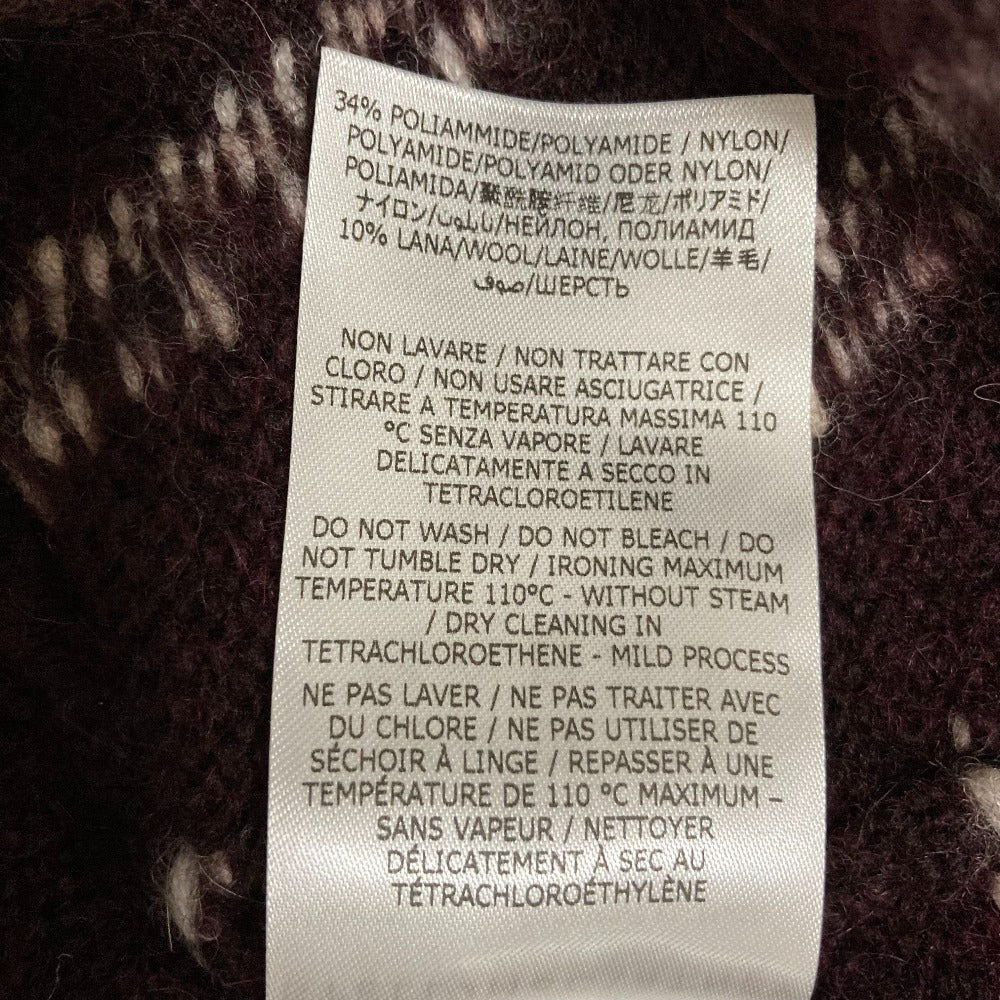 34% POLIAMMIDE/POLYAMIDE / NYLON/
POLYAMIDE/POLYAMID ODER NYLON/
POLIAMIDA/聚酰胺纤维/尼龙/ポリアミド/
ナイロン/نايلون/НЕЙЛОН, ПОЛИАМИД
10% LANA/WOOL/LAINE/WOLLE/羊毛/
صوف/ШЕРСТЬ
NON LAVARE / NON TRATTARE CON
CLORO / NON USARE ASCIUGATRICE /
STIRARE A TEMPERATURA MASSIMA 110
°C SENZA VAPORE / LAVARE
DELICATAMENTE A SECCO IN
TETRACLOROETILENE
DO NOT WASH / DO NOT BLEACH / DO
NOT TUMBLE DRY / IRONING MAXIMUM
TEMPERATURE 110°C - WITHOUT STEAM
/ DRY CLEANING IN
TETRACHLOROETHENE - MILD PROCESS
NE PAS LAVER / NE PAS TRAITER AVEC
DU CHLORE / NE PAS UTILISER DE
SÉCHOIR À LINGE / REPASSER À UNE
TEMPÉRATURE DE 110 °C MAXIMUM –
SANS VAPEUR / NETTOYER
DÉLICATEMENT À SEC AU
TÉTRACHLOROÉTHYLÈNE